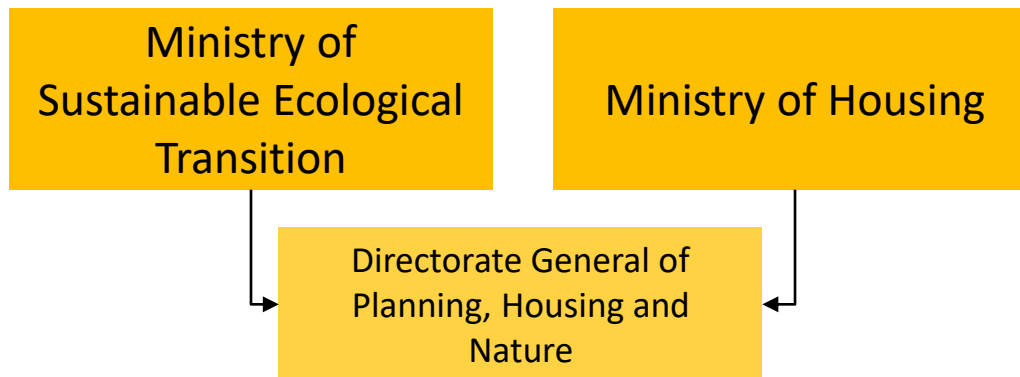 Ministry of
Sustainable Ecological
Transition
Ministry of Housing
Directorate General of
Planning, Housing and
Nature